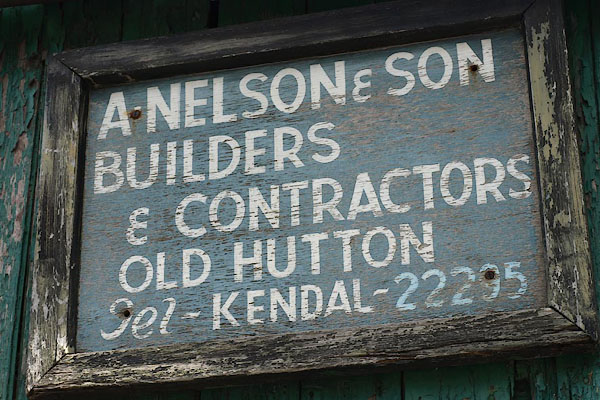 A NELSON & SON
BUILDERS
& CONTRACTORS
OLD HUTTON
Tel - KENDAL - 22295